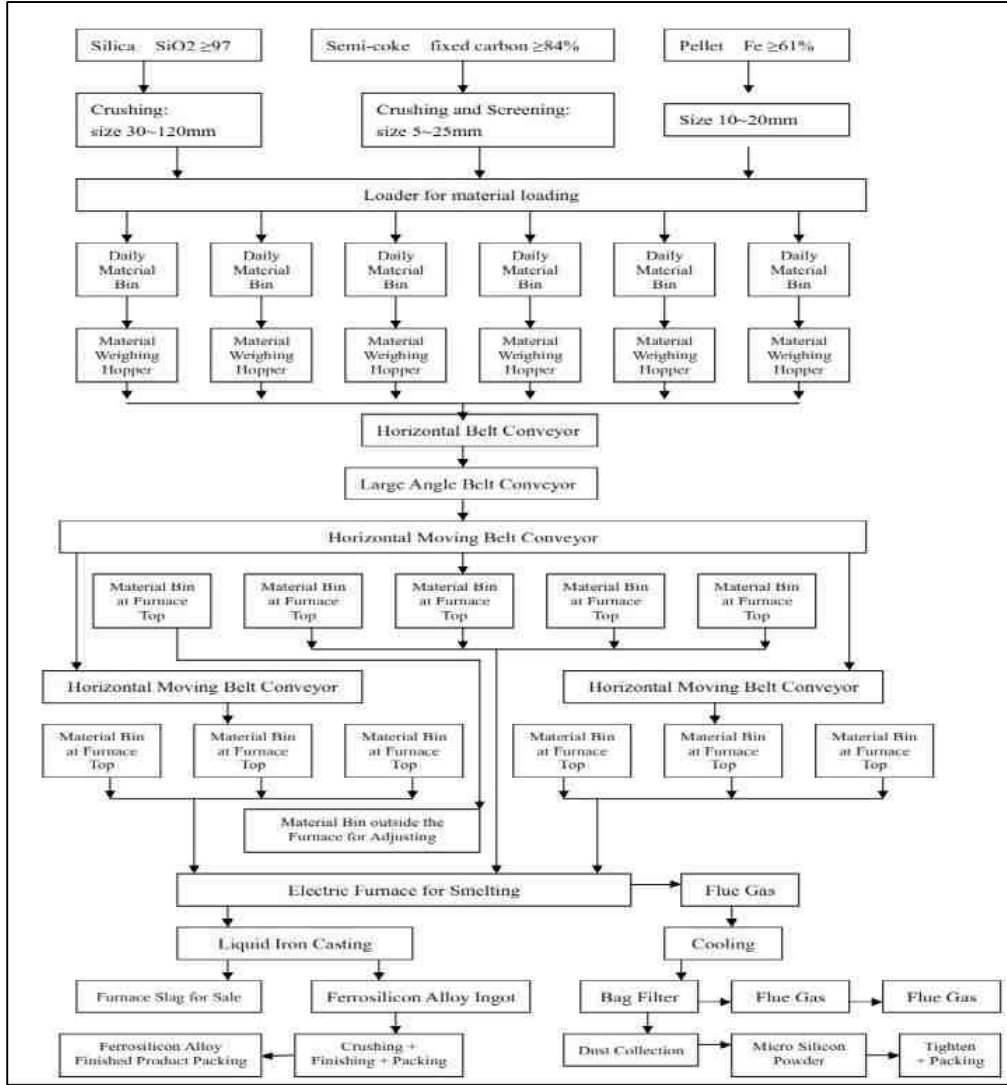 Silica SiO2 ≥97
Semi-coke fixed carbon ≥84%
Pellet Fe ≥61%
Crushing:
size 30~120mm
Crushing and Screening:
size 5~25mm
Size 10~20mm
Loader for material loading
Daily
Material
Bin
Daily
Material
Bin
Daily
Material
Bin
Daily
Material
Bin
Daily
Material
Bin
Daily
Material
Bin
Material
Weighing
Hopper
Material
Weighing
Hopper
Material
Weighing
Hopper
Material
Weighing
Hopper
Material
Weighing
Hopper
Material
Weighing
Hopper
Horizontal Belt Conveyor
Large Angle Belt Conveyor
Horizontal Moving Belt Conveyor
Material Bin
at Furnace
Top
Material Bin
at Furnace
Top
Material Bin
at Furnace
Top
Material Bin
at Furnace
Top
Material Bin
at Furnace
Top
Horizontal Moving Belt Conveyor
Horizontal Moving Belt Conveyor
Material Bin
at Furnace
Top
Material Bin
at Furnace
Top
Material Bin
at Furnace
Top
Material Bin
at Furnace
Top
Material Bin
at Furnace
Top
Material Bin
at Furnace
Top
Material Bin outside the
Furnace for Adjusting
Electric Furnace for Smelting
Flue Gas
Liquid Iron Casting
Cooling
Furnace Slag for Sale
Ferrosilicon Alloy Ingot
Bag Filter
Flue Gas
Flue Gas
Ferrosilicon Alloy
Finished Product Packing
Crushing +
Finishing + Packing
Dust Collection
Micro Silicon
Powder
Tighten
+ Packing